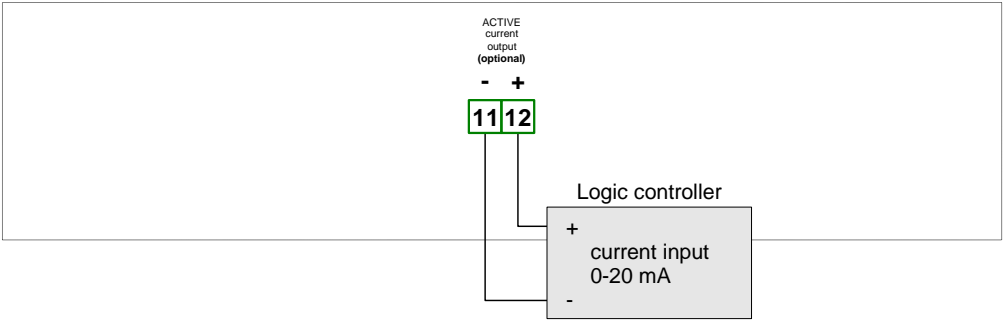 ACTIVE
current
output
(optional)
- +
11 12
Logic controller
+
current input
0-20 mA
-